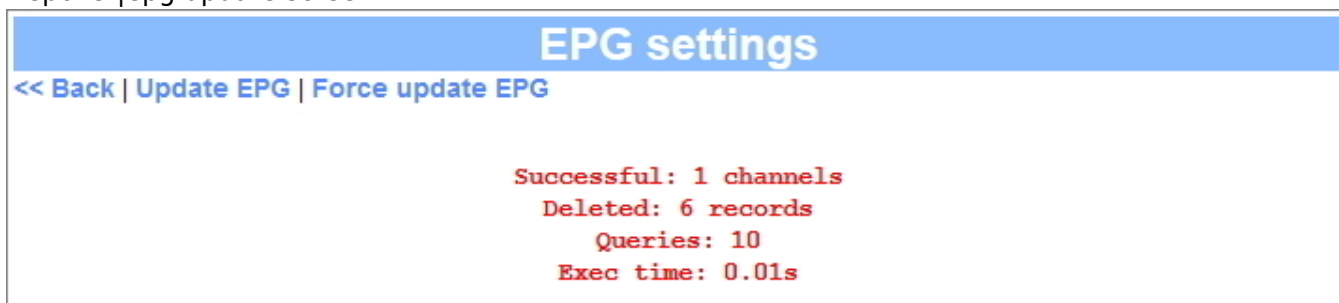 EPG settings
<< Back | Update EPG | Force update EPG
Successful: 1 channels
Deleted: 6 records
Queries: 10
Exec time: 0.01s